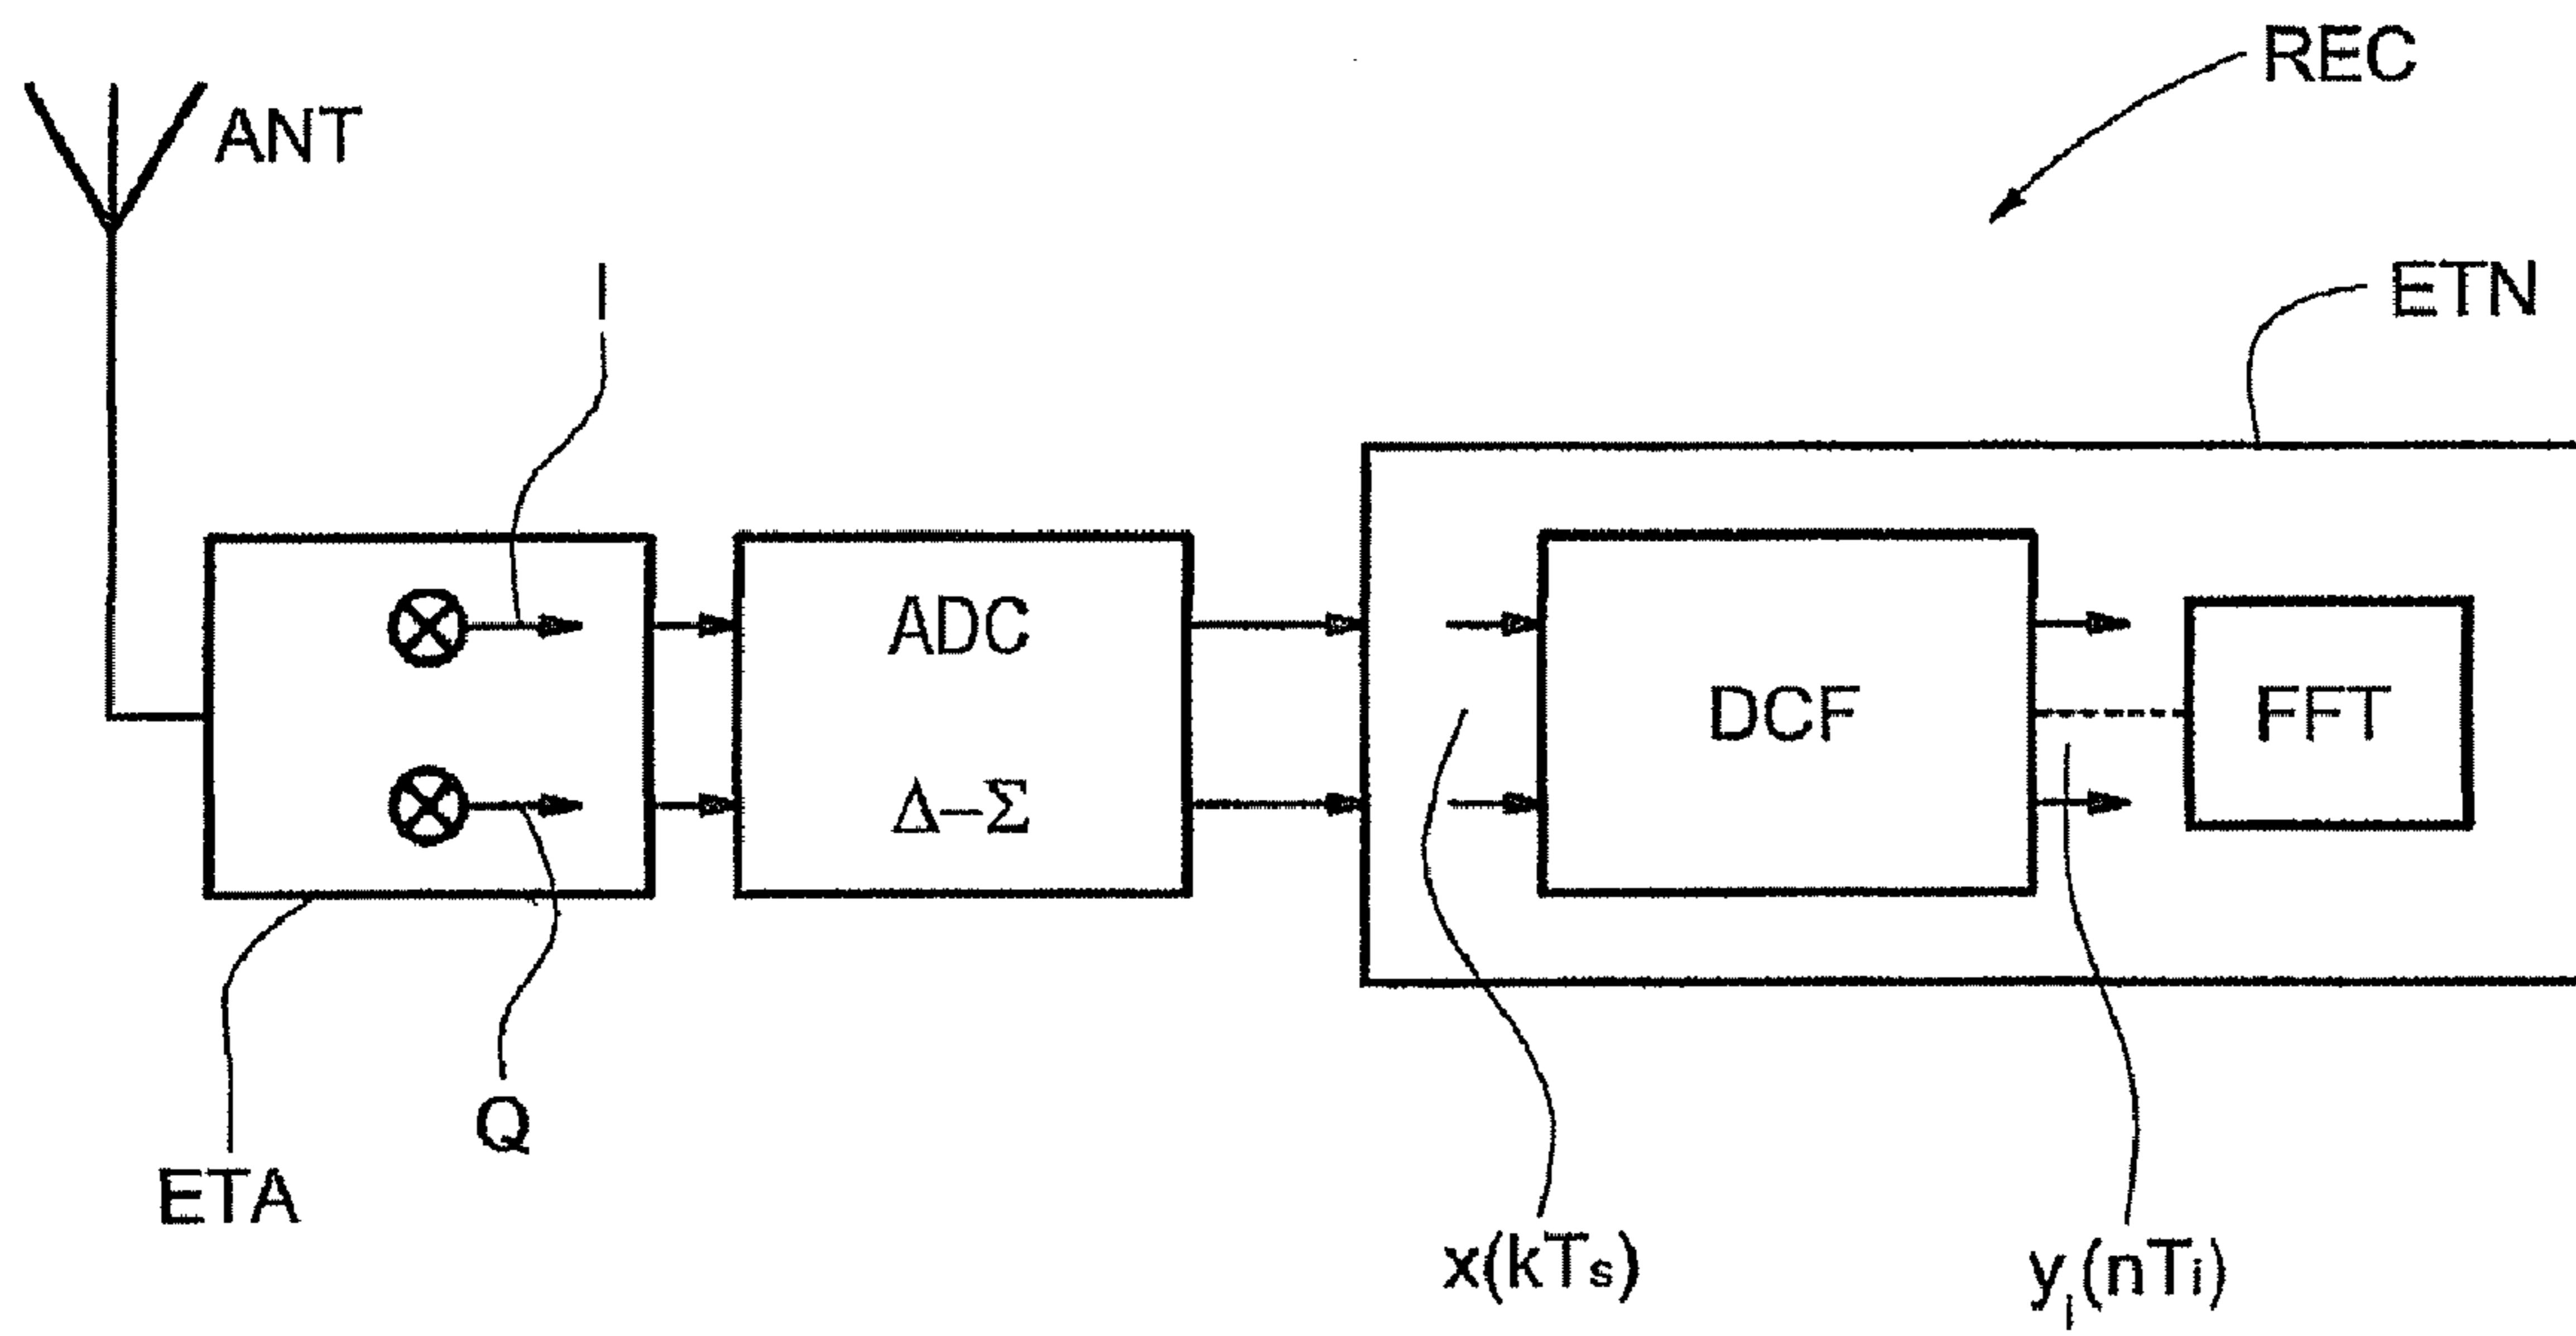 REC
ANT
I
ETN
ADC
Δ–Σ
DCF
FFT
Q
ETA
x(kTs)
yi(nTi)